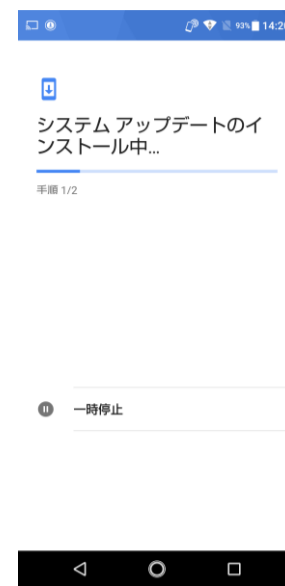 93% 14:20
システム アップデートのイ
ンストール中...
手順 1/2
一時停止